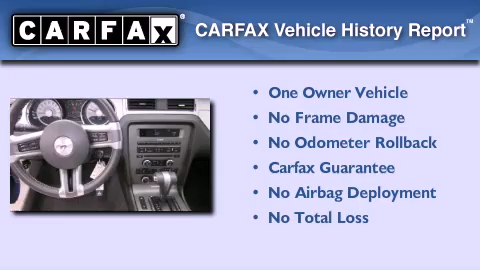 CARFAX® CARFAX Vehicle History Report™
• One Owner Vehicle
• No Frame Damage
• No Odometer Rollback
• Carfax Guarantee
• No Airbag Deployment
• No Total Loss